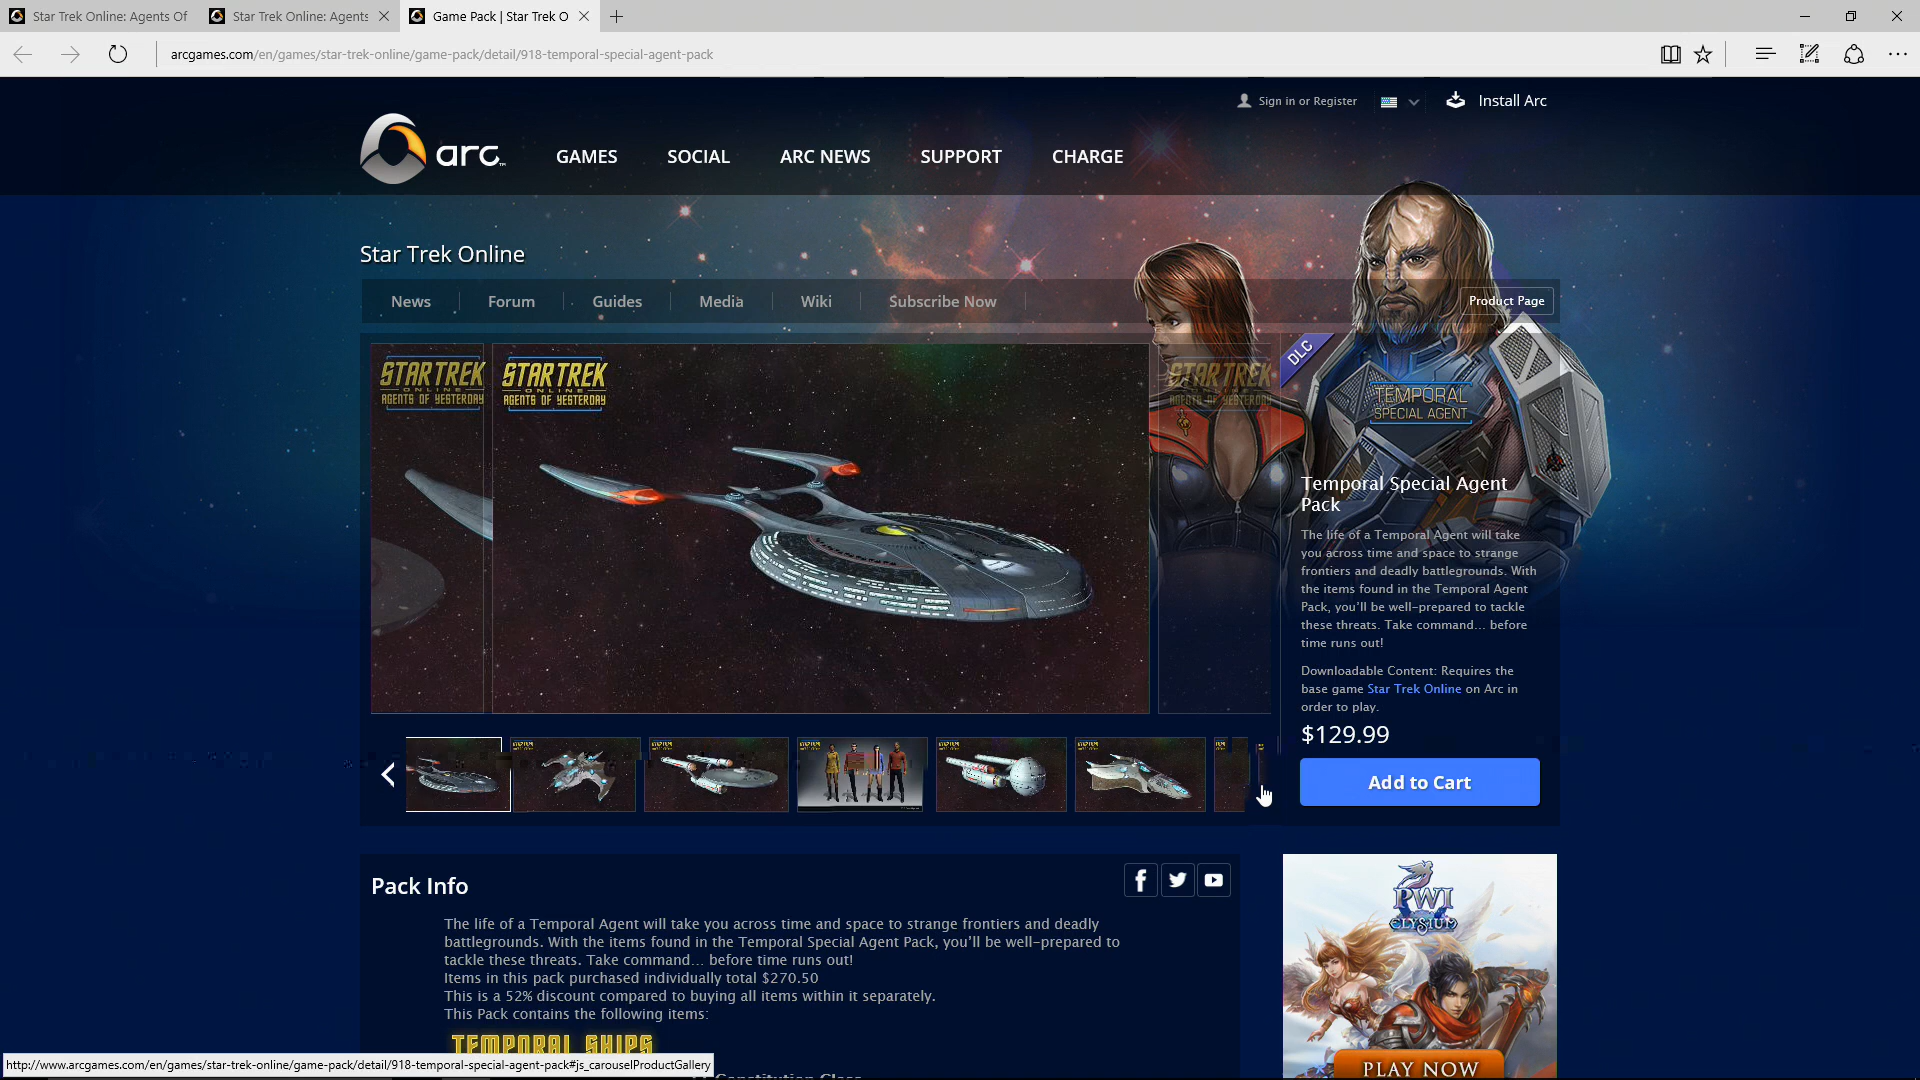 Star Trek Online: Agents Of
Star Trek Online: Agents
Game Pack | Star Trek O
arcgames.com/en/games/star-trek-online/game-pack/detail/918-temporal-special-agent-pack
Sign in or Register
Install Arc
arc
GAMES
SOCIAL
ARC NEWS
SUPPORT
CHARGE
Star Trek Online
News
Forum
Guides
Media
Wiki
Subscribe Now
Product Page
STAR TREK
ONLINE
AGENTS OF YESTERDAY
STAR TREK
ONLINE
AGENTS OF YESTERDAY
STAR TREK
ONLINE
AGENTS OF YESTERDAY
DLC
TEMPORAL
SPECIAL AGENT
Temporal Special Agent
Pack
The life of a Temporal Agent will take
you across time and space to strange
frontiers and deadly battlegrounds. With
the items found in the Temporal Agent
Pack, you'll be well-prepared to tackle
these threats. Take command... before
time runs out!
Downloadable Content: Requires the
base game Star Trek Online on Arc in
order to play.
$129.99
Add to Cart
Pack Info
The life of a Temporal Agent will take you across time and space to strange frontiers and deadly
battlegrounds. With the items found in the Temporal Special Agent Pack, you'll be well-prepared to
tackle these threats. Take command... before time runs out!
Items in this pack purchased individually total $270.50
This is a 52% discount compared to buying all items within it separately.
This Pack contains the following items:
TEMPORAL SHIPS
Constitution Class
PWI
ELYSIUM
PLAY NOW
http://www.arcgames.com/en/games/star-trek-online/game-pack/detail/918-temporal-special-agent-pack#js_carouselProductGallery